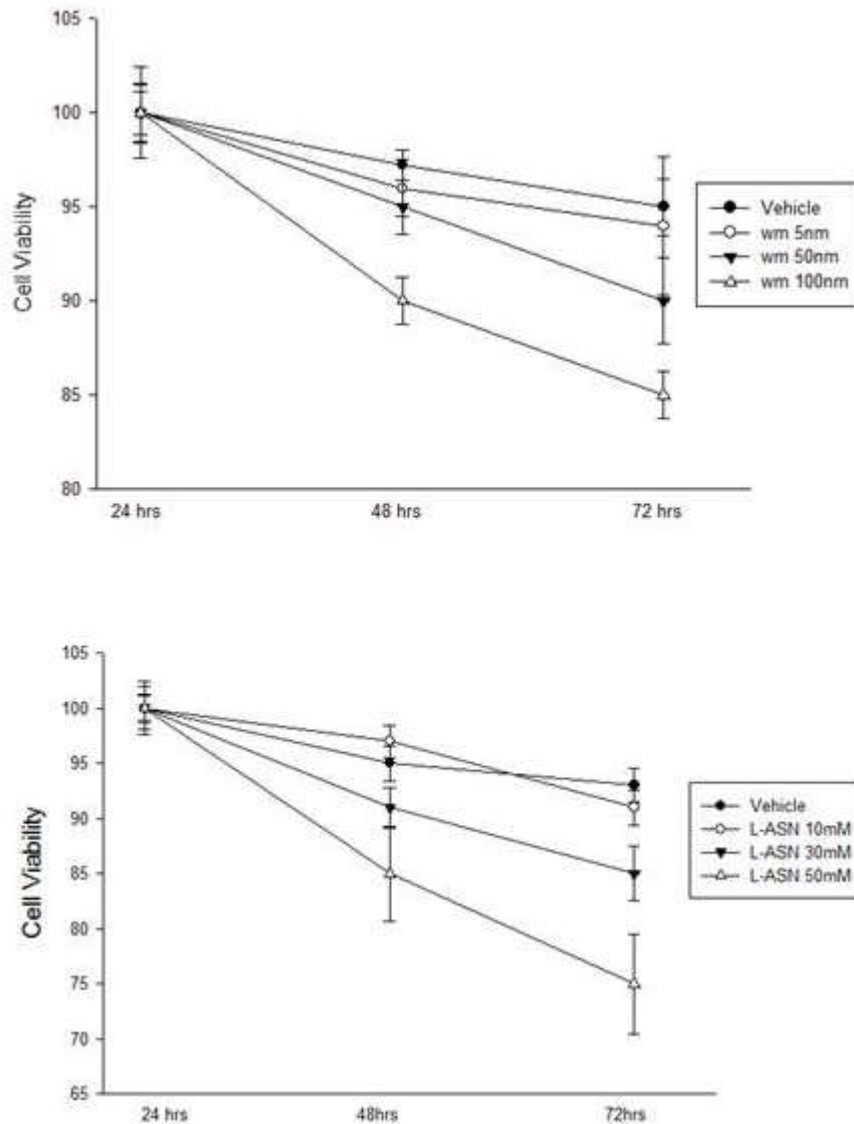 105
100
95
90
85
80
Cell Viability
24 hrs
48 hrs
72 hrs
Vehicle
wm 5nm
wm 50nm
wm 100nm
105
100
95
90
85
80
75
70
65
Cell Viability
24 hrs
48hrs
72hrs
Vehicle
L-ASN 10mM
L-ASN 30mM
L-ASN 50mM